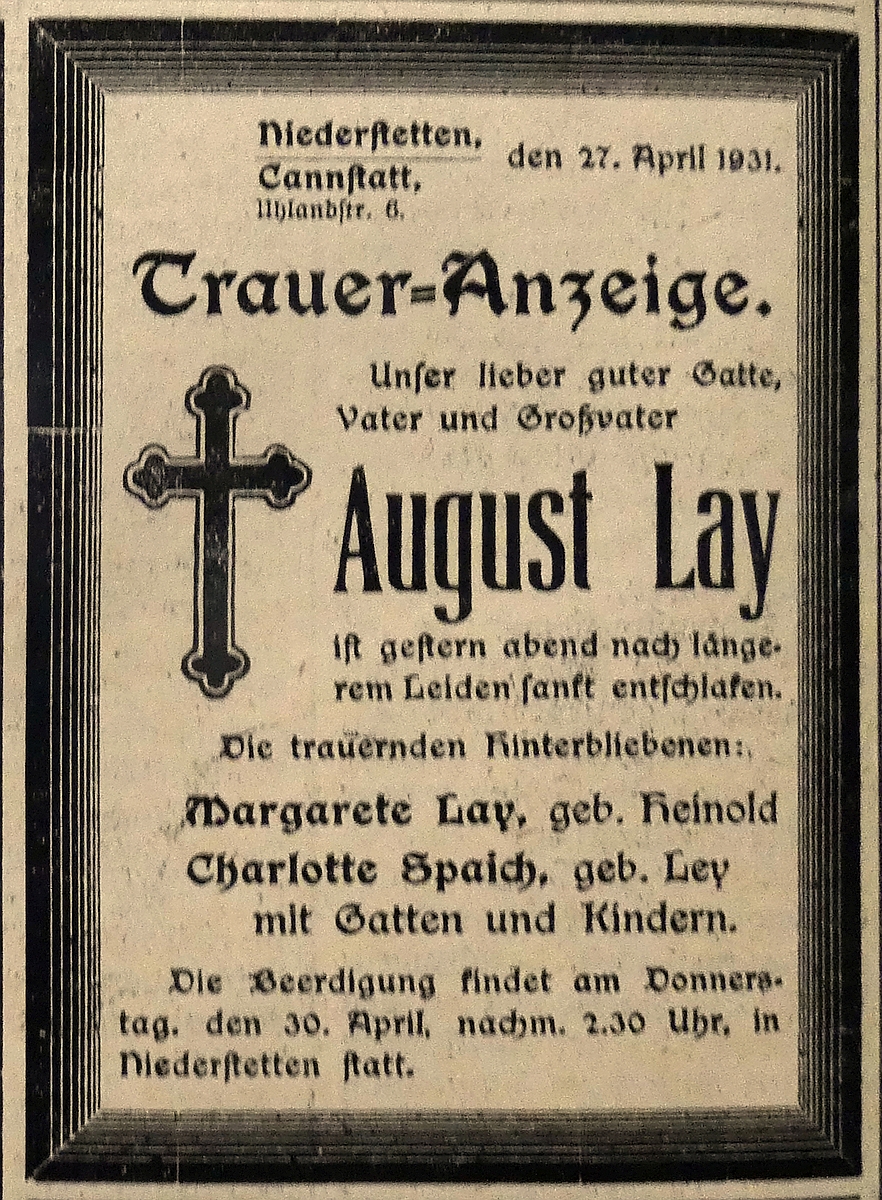 Niederstetten,
Cannstatt,
Uhlandstr. 6.
den 27. April 1931.
Trauer=Anzeige.
Unser lieber guter Gatte,
Vater und Großvater
August Lay
ist gestern abend nach länge-
rem Leiden sanft entschlafen.
Die trauernden Hinterbliebenen:
Margarete Lay, geb. Heinold
Charlotte Spaich, geb. Ley
mit Gatten und Kindern.
Die Beerdigung findet am Donners-
tag, den 30. April, nachm. 2.30 Uhr, in
Niederstetten statt.